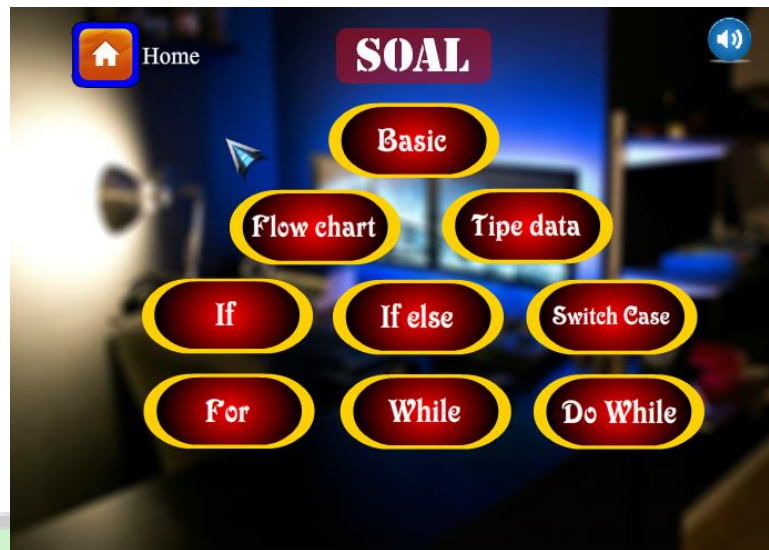 Home
SOAL
Basic
Flow chart
Tipe data
If
If else
Switch Case
For
While
Do While